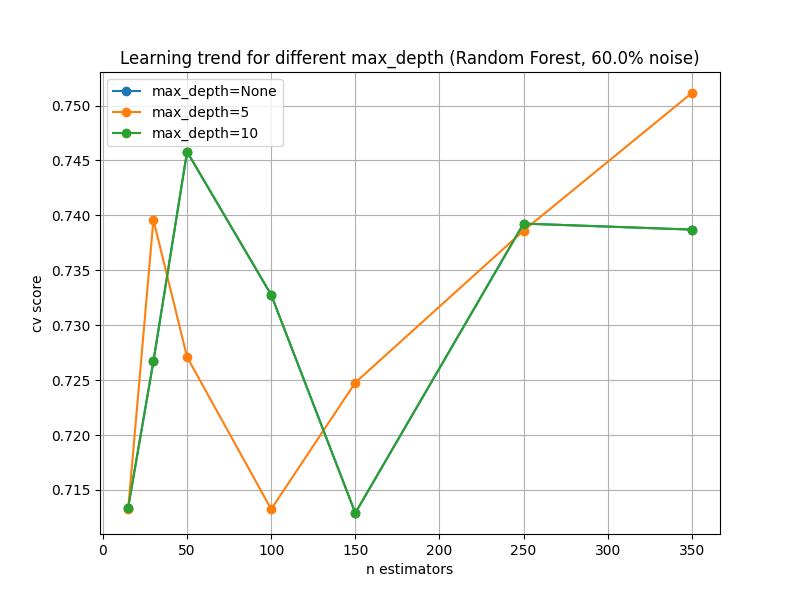 Learning trend for different max_depth (Random Forest, 60.0% noise)
max_depth=None
max_depth=5
max_depth=10
0.750
0.745
0.740
0.735
0.730
0.725
0.720
0.715
cv score
0 50 100 150 200 250 300 350
n estimators